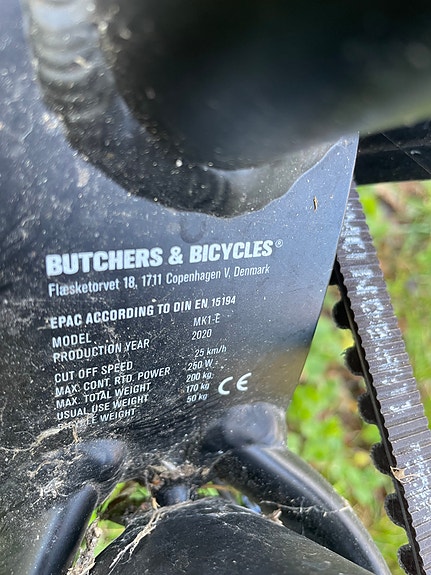 BUTCHERS & BICYCLES®
Flæsketorvet 18, 1711 Copenhagen V, Denmark
EPAC ACCORDING TO DIN EN 15194
MODEL MK1-E
PRODUCTION YEAR 2020
CUT OFF SPEED 25 km/h
MAX. CONT. RTD. POWER 250 W
MAX. TOTAL WEIGHT 200 kg.
USUAL USE WEIGHT 170 kg
BICYCLE WEIGHT 50 kg
CE